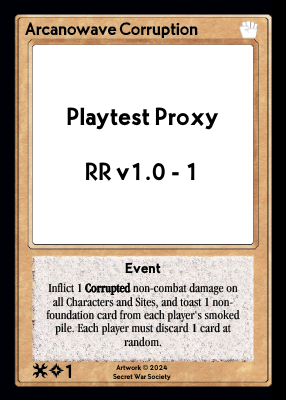 Arcanowave Corruption
Playtest Proxy
RR v1.0 - 1
Event
Inflict 1 Corrupted non-combat damage on
all Characters and Sites, and toast 1 non-
foundation card from each player's smoked
pile. Each player must discard 1 card at
random.
1
Artwork © 2024
Secret War Society